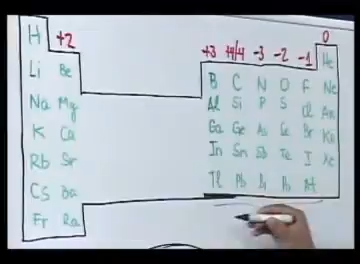 0
H +2 +3 +4/4 -3 -2 -1 He
Li Be B C N O F Ne
Na Mg Al Si P S Cl Ar
K Ca Ga Ge As Se Br Kr
Rb Sr In Sn Sb Te I Xe
Cs Ba Tl Pb Bi Po At
Fr Ra